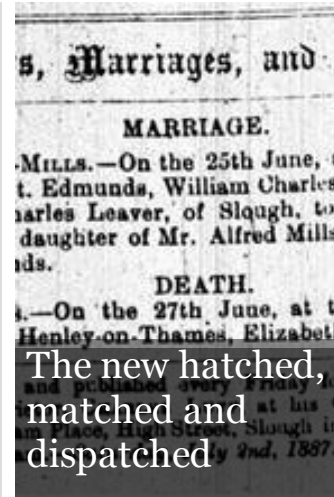 s, Marriages, and
MARRIAGE.
-MILLS.—On the 25th June,
t. Edmunds, William Charles
harles Leaver, of Slough, to
daughter of Mr. Alfred Mills
nds.
DEATH.
.—On the 27th June, at t
Henley-on-Thames, Elizabet
The new hatched,
matched and
dispatched
and published every Friday
at his
Place, High Street, Slough i
y 2nd, 1887.